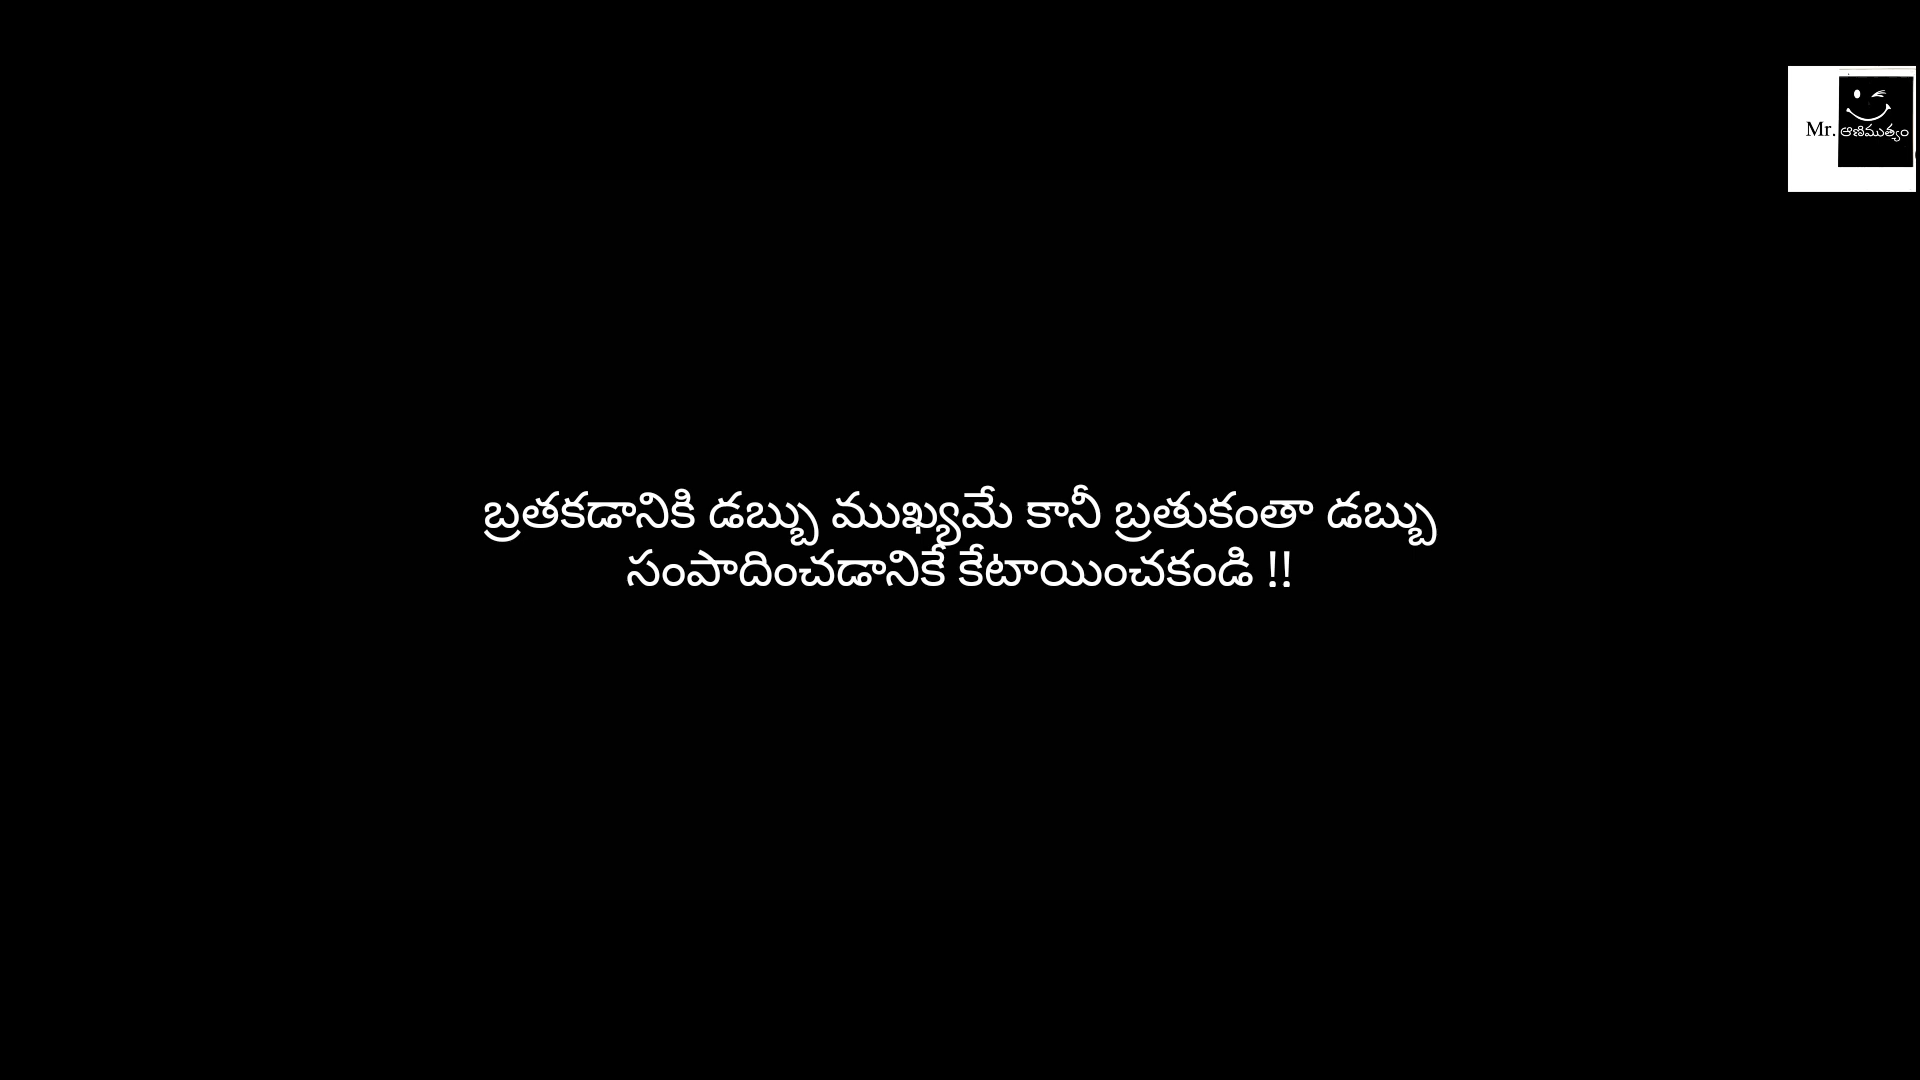 Mr. ఆణిముత్యం
బ్రతకడానికి డబ్బు ముఖ్యమే కానీ బ్రతుకంతా డబ్బు
సంపాదించడానికే కేటాయించకండి !!